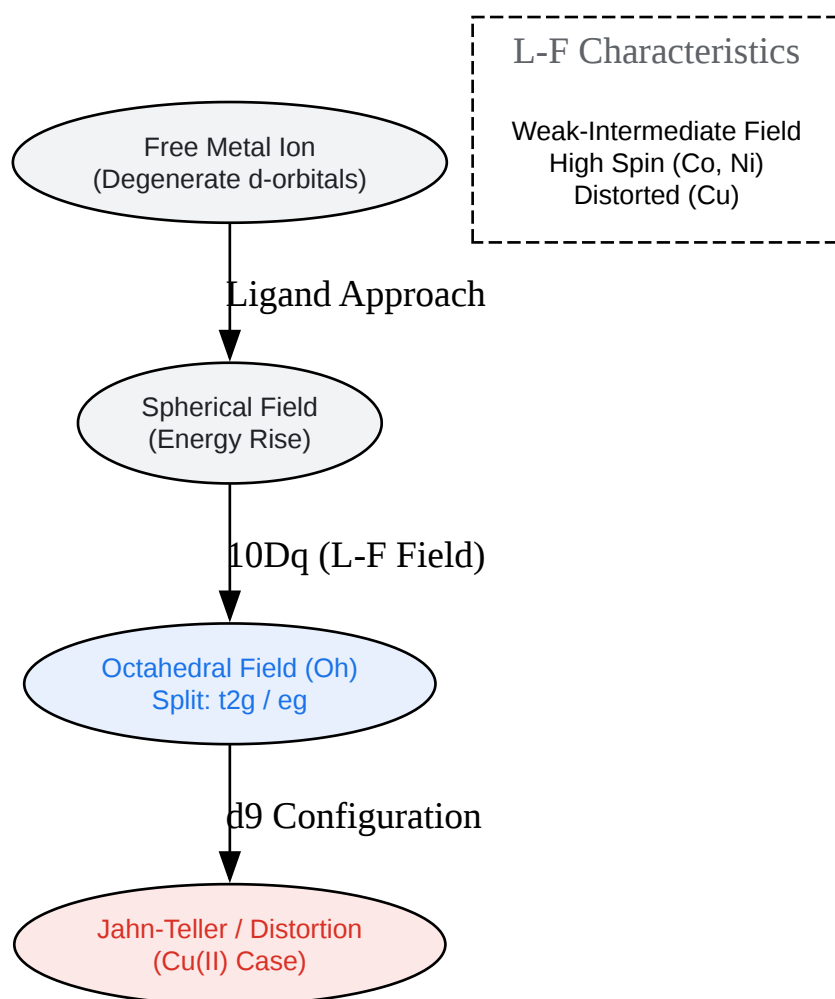 L-F Characteristics
Weak-Intermediate Field
High Spin (Co, Ni)
Distorted (Cu)
Free Metal Ion
(Degenerate d-orbitals)
Ligand Approach
Spherical Field
(Energy Rise)
10Dq (L-F Field)
Octahedral Field (Oh)
Split: t2g / eg
d9 Configuration
Jahn-Teller / Distortion
(Cu(II) Case)